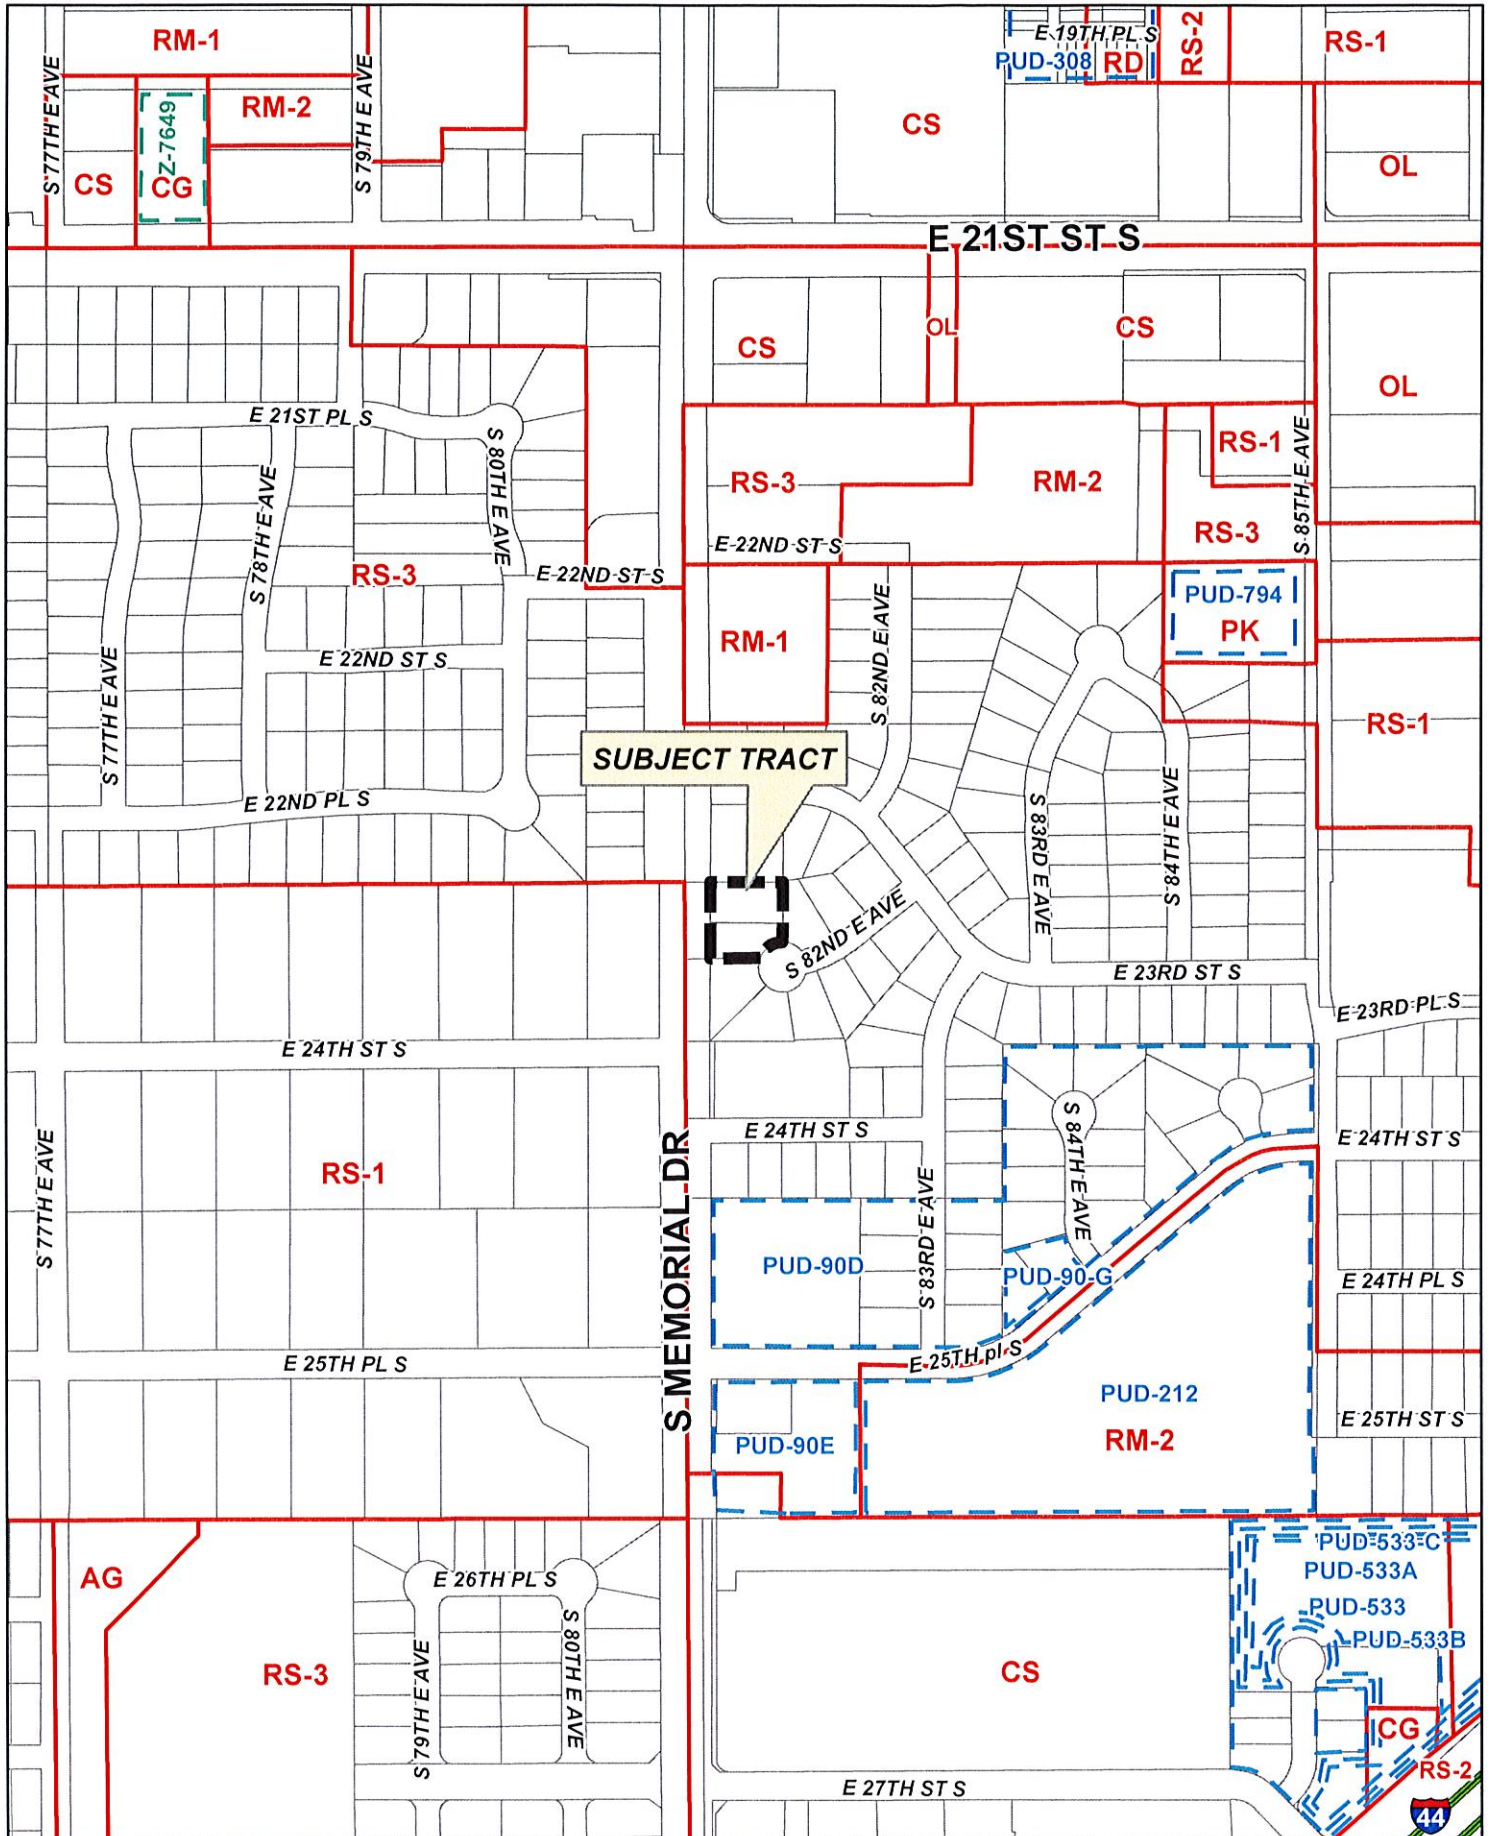 RM-1
E 19TH PL S
RS-2
RS-1
PUD-308
RD
S 77TH E AVE
S 79TH E AVE
Z-7649
RM-2
CS
OL
CS
CG
E 21ST ST S
OL
CS
CS
OL
E 21ST PL S
S 80TH E AVE
RS-1
S 85TH E AVE
S 78TH E AVE
RS-3
RM-2
RS-3
E 22ND ST S
RS-3
E 22ND ST S
PUD-794
PK
S 82ND E AVE
RM-1
E 22ND ST S
S 77TH E AVE
RS-1
SUBJECT TRACT
E 22ND PL S
S 83RD E AVE
S 84TH E AVE
S 82ND E AVE
E 23RD ST S
E 23RD PL S
E 24TH ST S
S 84TH E AVE
E 24TH ST S
E 24TH ST S
S 77TH E AVE
RS-1
S MEMORIAL DR
S 83RD E AVE
PUD-90D
PUD-90-G
E 24TH PL S
E 25TH PL S
E 25TH pl S
PUD-212
E 25TH ST S
PUD-90E
RM-2
PUD-533-C
PUD-533A
AG
E 26TH PL S
PUD-533
PUD-533B
S 79TH E AVE
S 80TH E AVE
RS-3
CS
CG
RS-2
E 27TH ST S
44